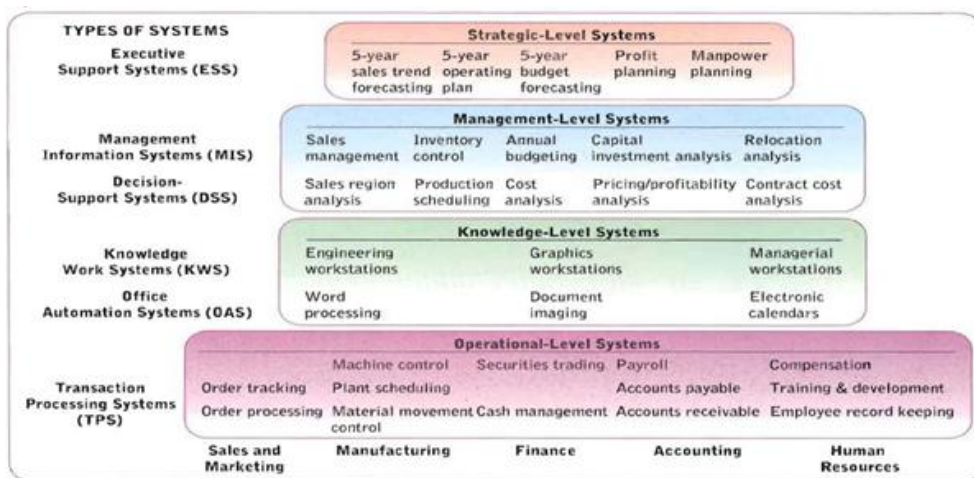 TYPES OF SYSTEMS
Executive
Support Systems (ESS)
Strategic-Level Systems
5-year 5-year 5-year Profit Manpower
sales trend operating budget planning planning
forecasting plan forecasting
Management-Level Systems
Management
Information Systems (MIS)
Sales Inventory Annual Capital Relocation
management control budgeting investment analysis analysis
Decision-
Support Systems (DSS)
Sales region Production Cost Pricing/profitability Contract cost
analysis scheduling analysis analysis analysis
Knowledge-Level Systems
Knowledge
Work Systems (KWS)
Engineering Graphics Managerial
workstations workstations workstations
Office
Automation Systems (OAS)
Word Document Electronic
processing imaging calendars
Operational-Level Systems
Transaction
Processing Systems
(TPS)
Machine control Securities trading Payroll Compensation
Order tracking Plant scheduling Accounts payable Training & development
Order processing Material movement Cash management Accounts receivable Employee record keeping
control
Sales and Manufacturing Finance Accounting Human
Marketing Resources